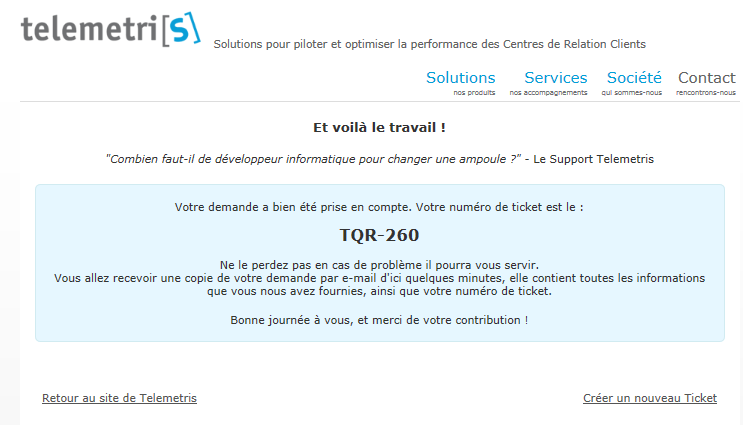 telemetri[s]
Solutions pour piloter et optimiser la performance des Centres de Relation Clients
Solutions Services Société Contact
nos produits nos accompagnements qui sommes-nous rencontrons-nous
Et voilà le travail !
"Combien faut-il de développeur informatique pour changer une ampoule ?" - Le Support Telemetris
Votre demande a bien été prise en compte. Votre numéro de ticket est le :
TQR-260
Ne le perdez pas en cas de problème il pourra vous servir.
Vous allez recevoir une copie de votre demande par e-mail d'ici quelques minutes, elle contient toutes les informations
que vous nous avez fournies, ainsi que votre numéro de ticket.
Bonne journée à vous, et merci de votre contribution !
Retour au site de Telemetris
Créer un nouveau Ticket